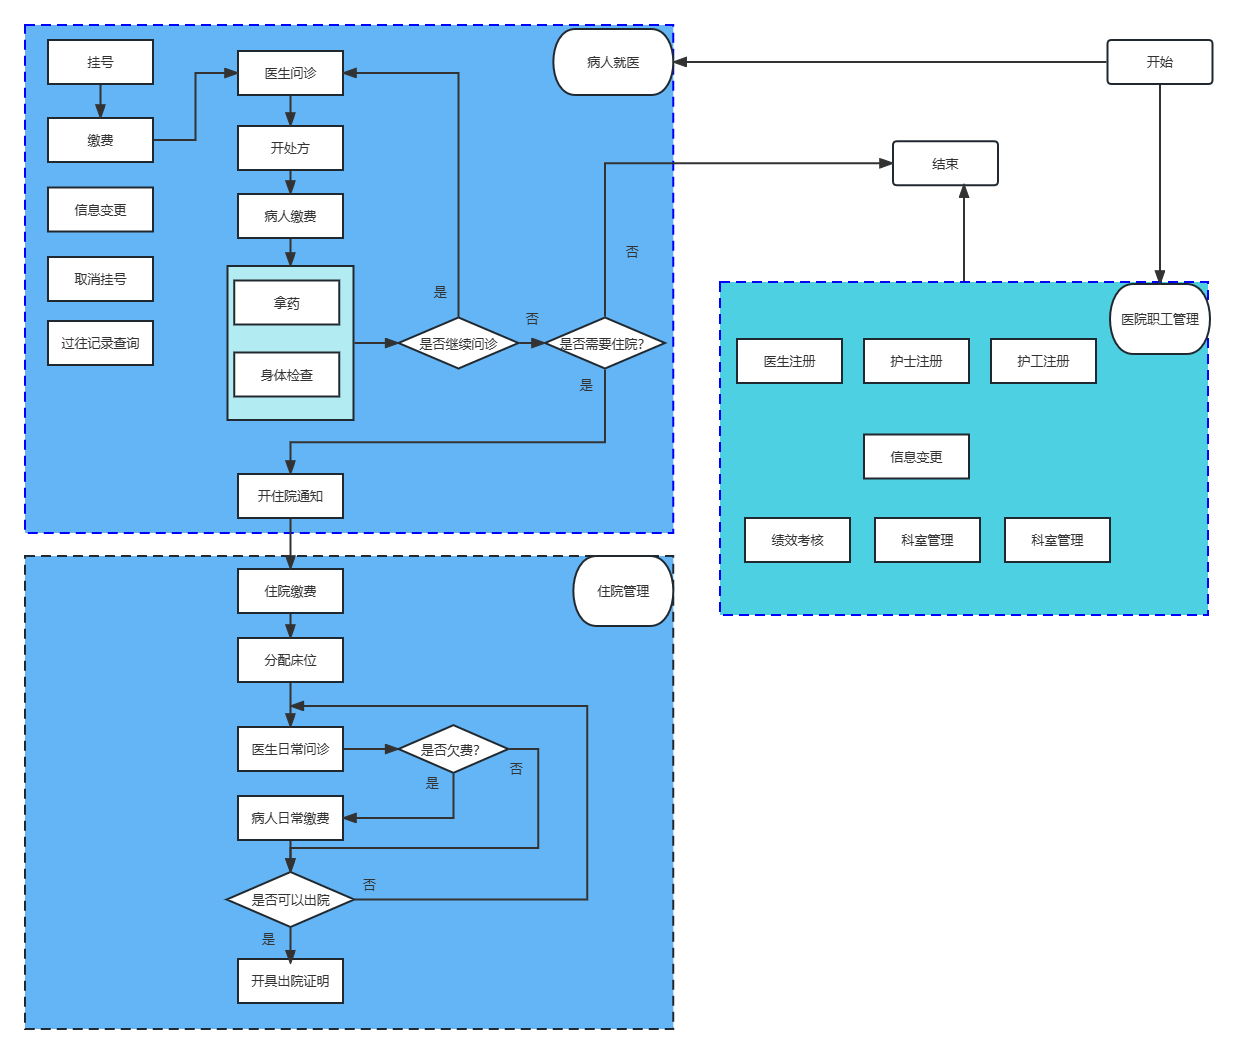 挂号
缴费
信息变更
取消挂号
过往记录查询
医生问诊
开处方
病人缴费
拿药
身体检查
是否继续问诊
是
否
是否需要住院?
否
是
开住院通知
病人就医
开始
结束
医院职工管理
医生注册
护士注册
护工注册
信息变更
绩效考核
科室管理
科室管理
住院管理
住院缴费
分配床位
医生日常问诊
是否欠费?
是
否
病人日常缴费
是否可以出院
否
是
开具出院证明